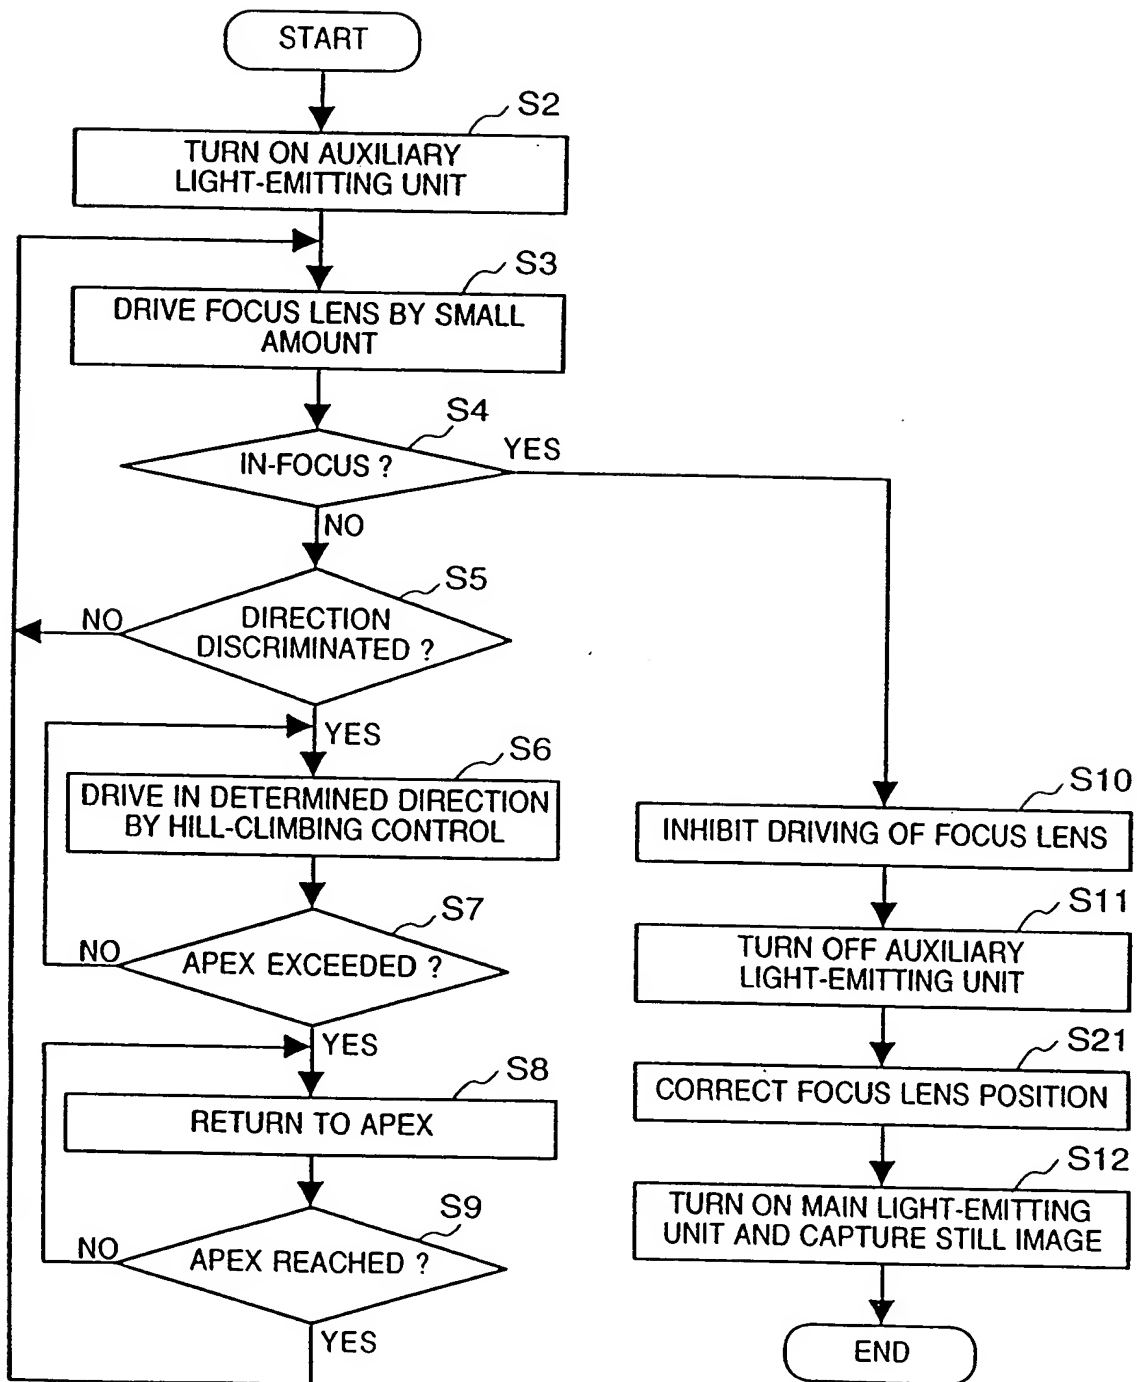 START
S2
TURN ON AUXILIARY
LIGHT-EMITTING UNIT
S3
DRIVE FOCUS LENS BY SMALL
AMOUNT
S4
IN-FOCUS ?
YES
NO
S5
DIRECTION
DISCRIMINATED ?
NO
YES
S6
DRIVE IN DETERMINED DIRECTION
BY HILL-CLIMBING CONTROL
S7
APEX EXCEEDED ?
NO
YES
S8
RETURN TO APEX
S9
APEX REACHED ?
NO
YES
S10
INHIBIT DRIVING OF FOCUS LENS
S11
TURN OFF AUXILIARY
LIGHT-EMITTING UNIT
S21
CORRECT FOCUS LENS POSITION
S12
TURN ON MAIN LIGHT-EMITTING
UNIT AND CAPTURE STILL IMAGE
END